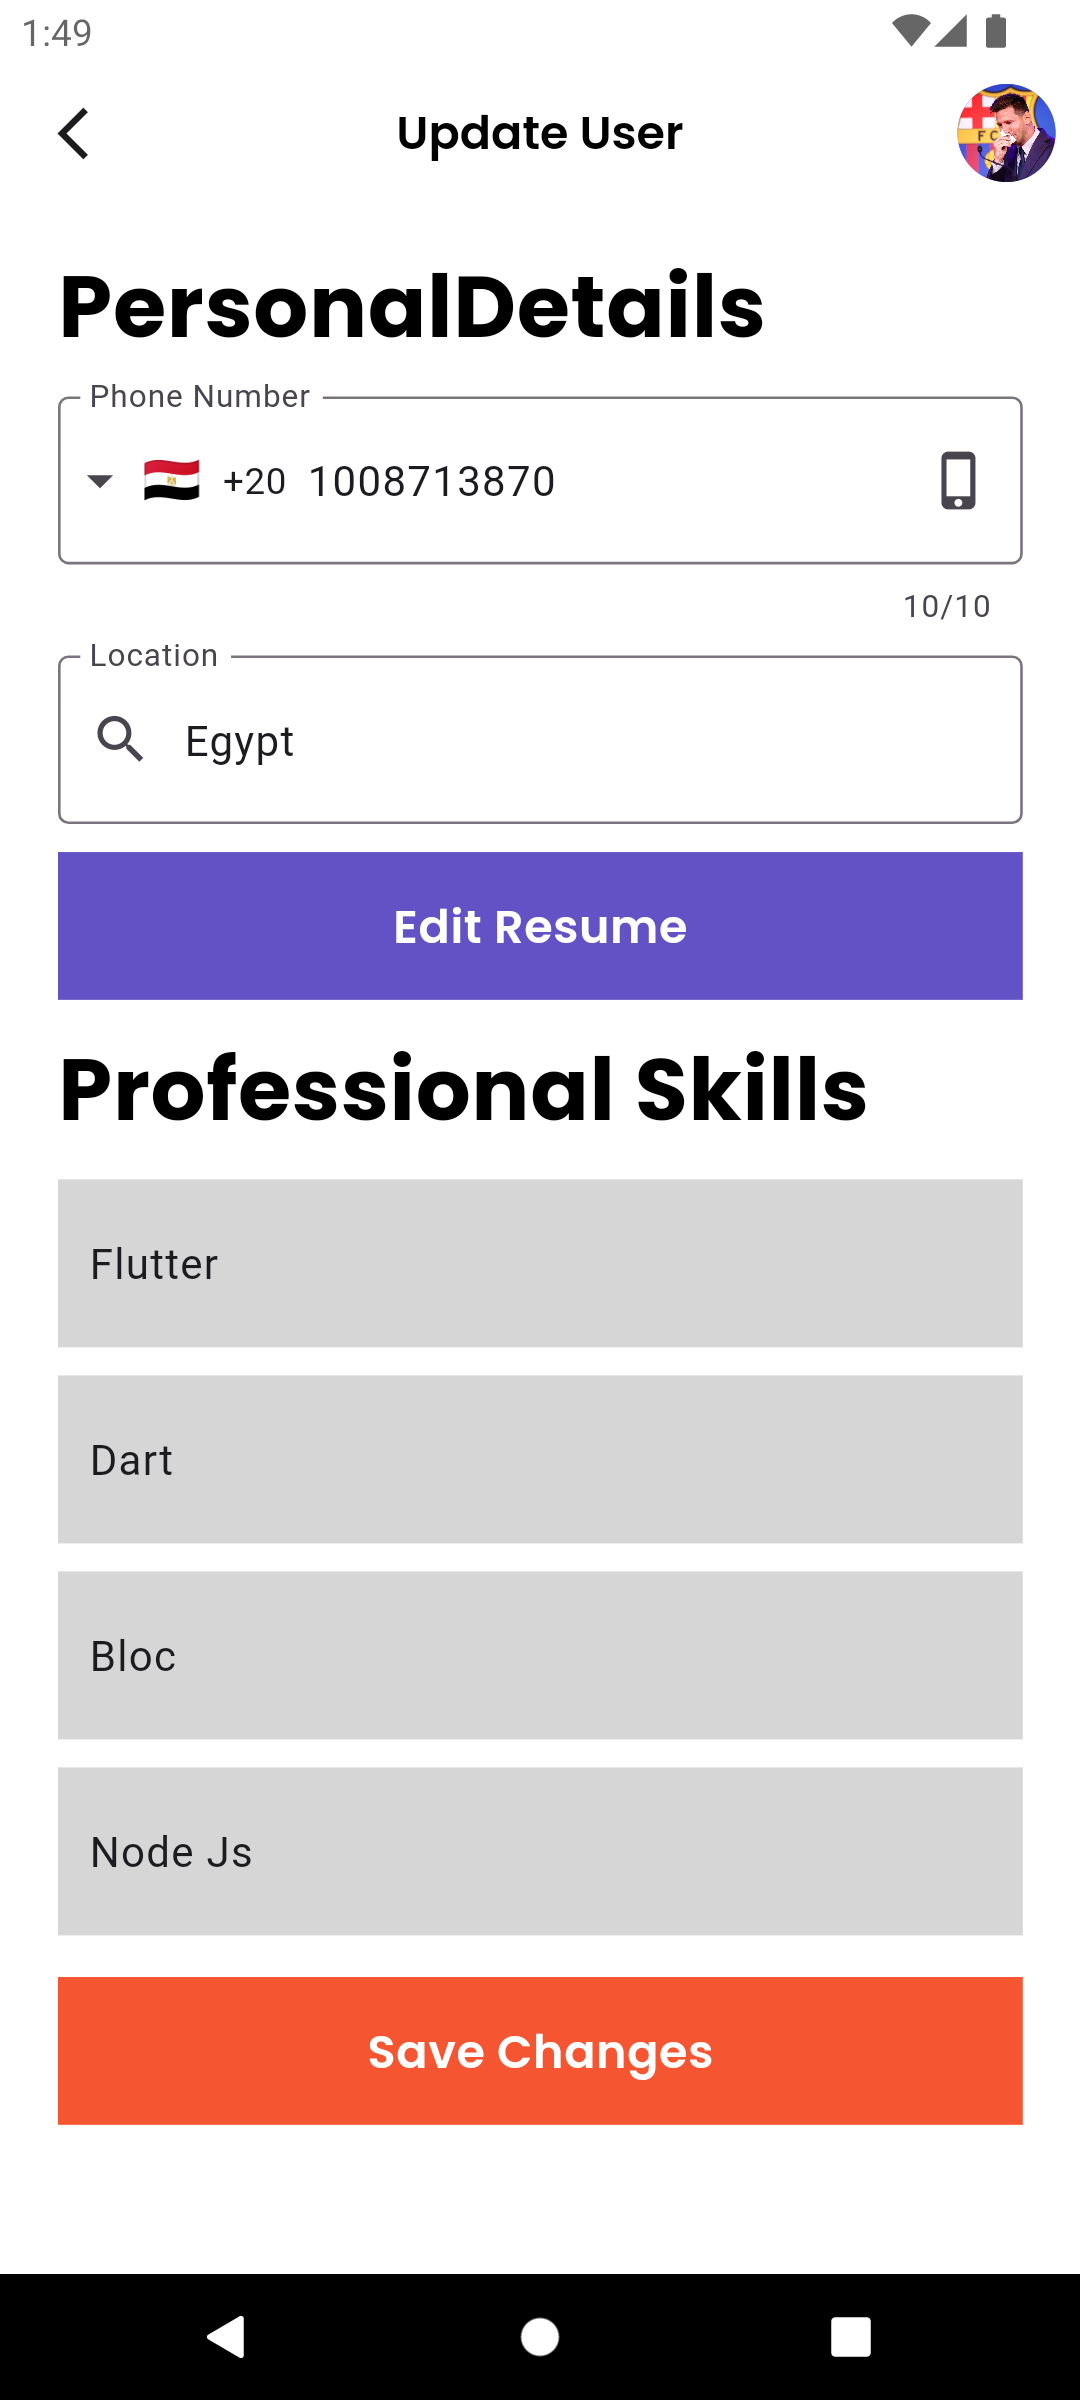 1:49
Update User
FC
PersonalDetails
Phone Number
+20 1008713870
10/10
Location
Egypt
Edit Resume
Professional Skills
Flutter
Dart
Bloc
Node Js
Save Changes